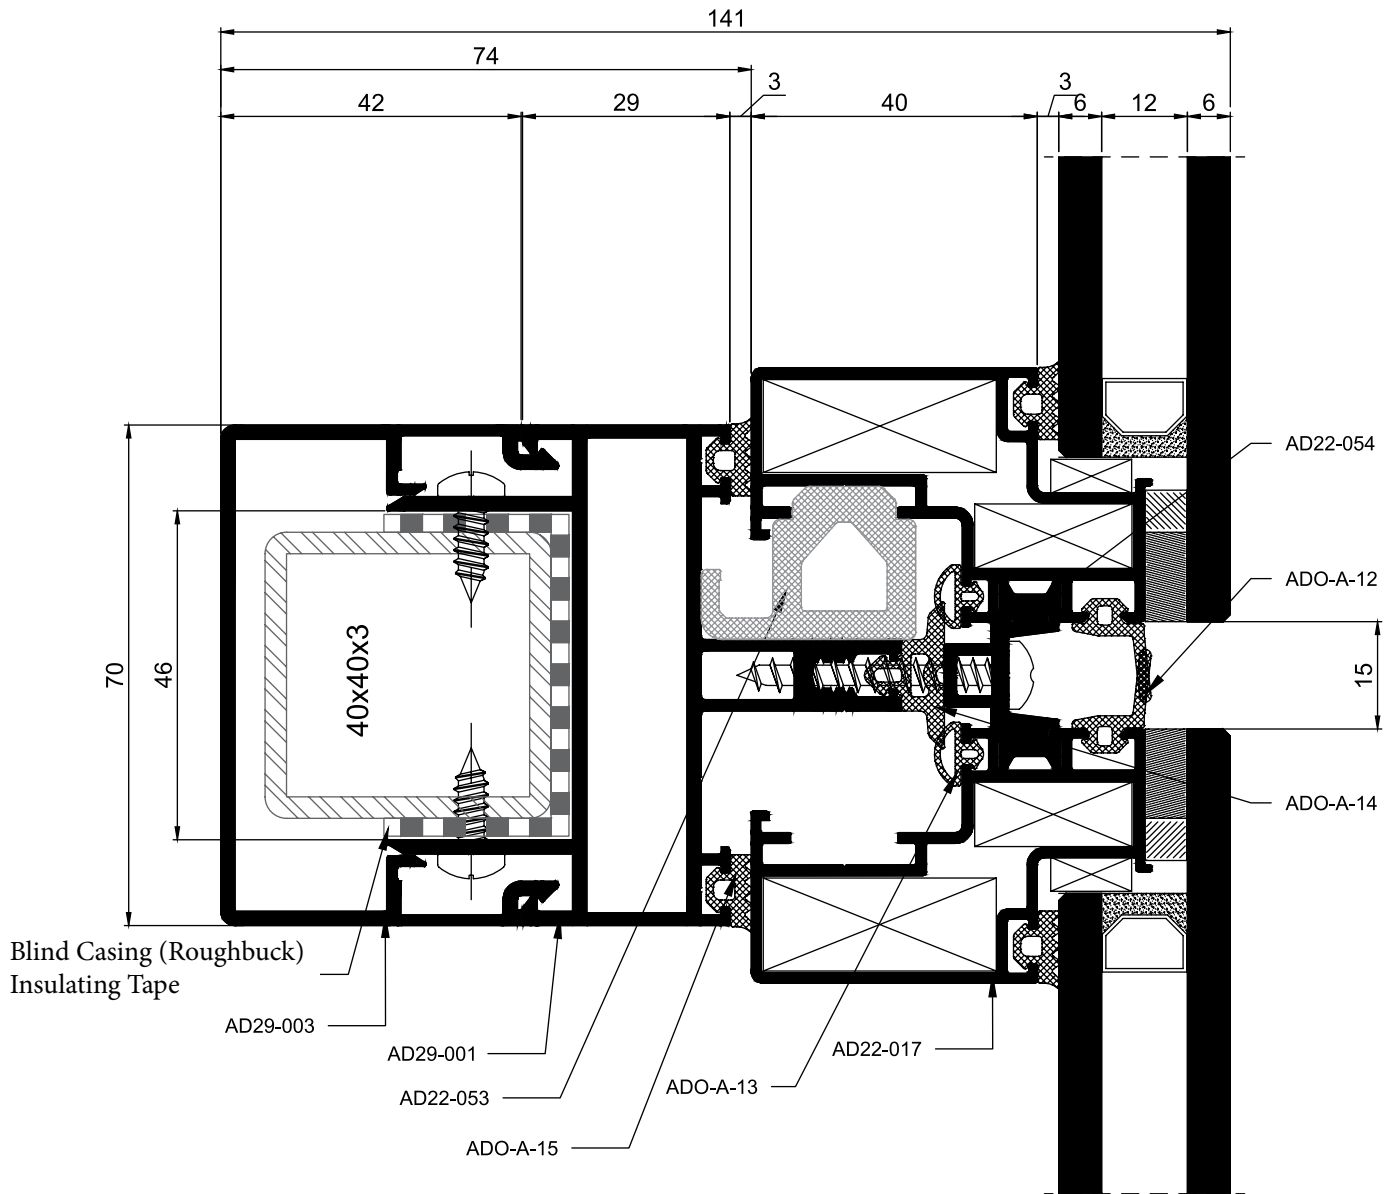 141
74
3
3
42
29
40
6
12
6
AD22-054
ADO-A-12
70
46
40x40x3
15
ADO-A-14
Blind Casing (Roughbuck)
Insulating Tape
AD29-003
AD29-001
AD22-017
AD22-053
ADO-A-13
ADO-A-15